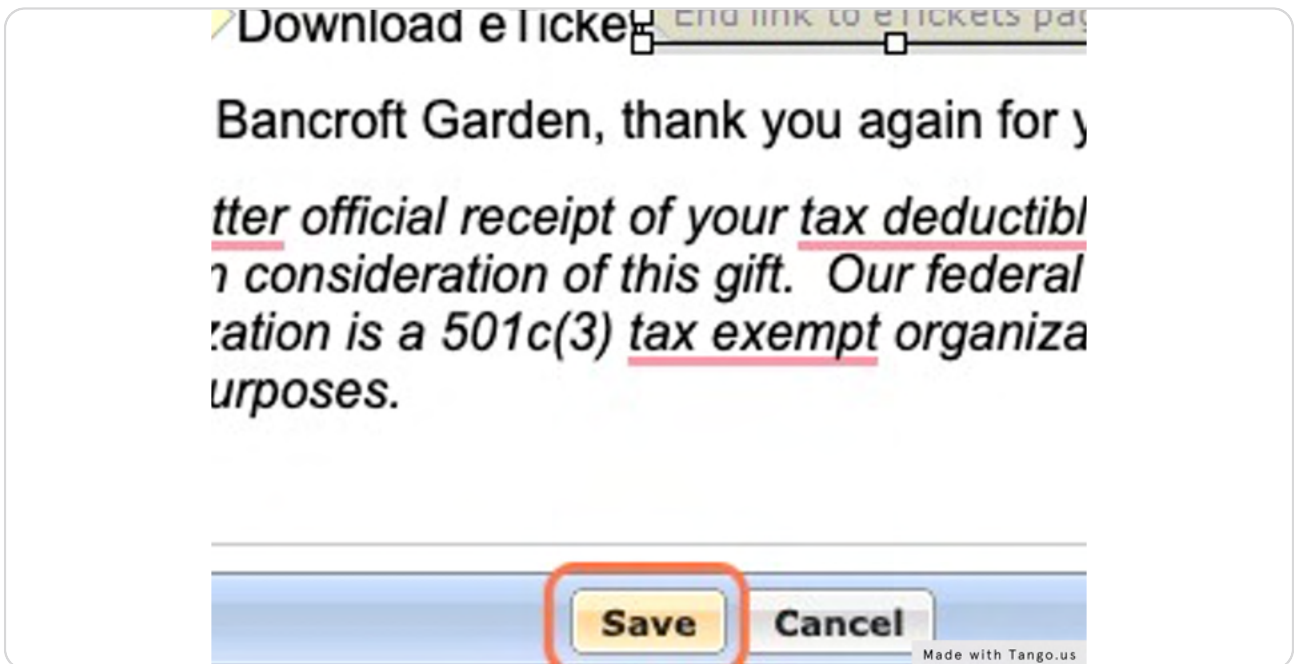 Download eTicke
End link to eTickets pag
Bancroft Garden, thank you again for y
tter official receipt of your tax deductibl
n consideration of this gift. Our federal
zation is a 501c(3) tax exempt organiza
urposes.
Save Cancel
Made with Tango.us